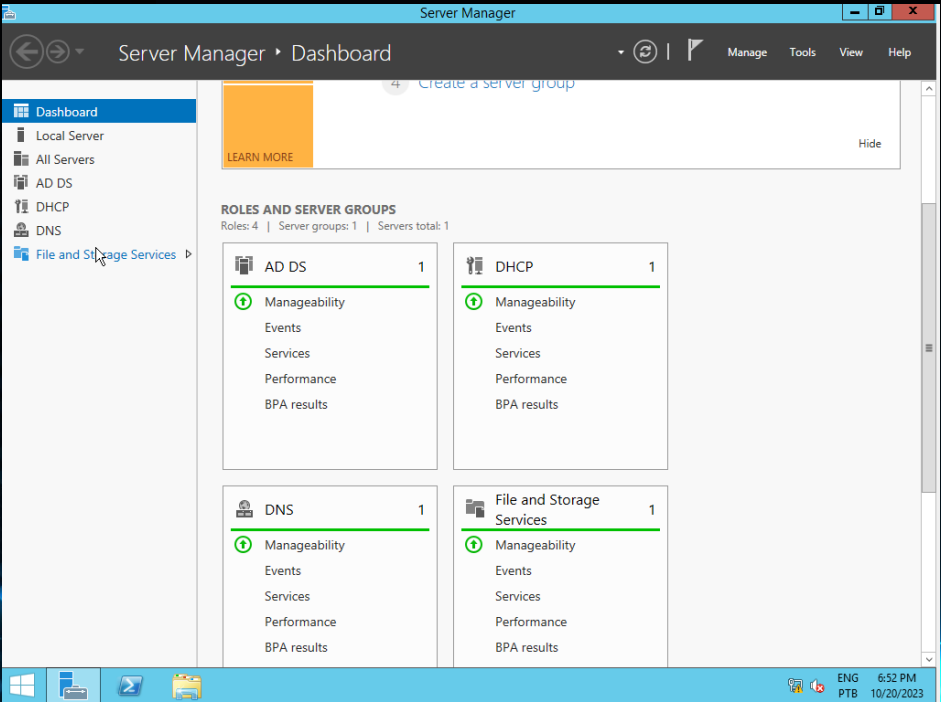 Server Manager
Server Manager • Dashboard
Manage Tools View Help
Dashboard
Local Server
All Servers
AD DS
DHCP
DNS
File and Storage Services
4 Create a server group
LEARN MORE
Hide
ROLES AND SERVER GROUPS
Roles: 4 | Server groups: 1 | Servers total: 1
AD DS 1
Manageability
Events
Services
Performance
BPA results
DHCP 1
Manageability
Events
Services
Performance
BPA results
DNS 1
Manageability
Events
Services
Performance
BPA results
File and Storage
Services 1
Manageability
Events
Services
Performance
BPA results
ENG 6:52 PM
PTB 10/20/2023